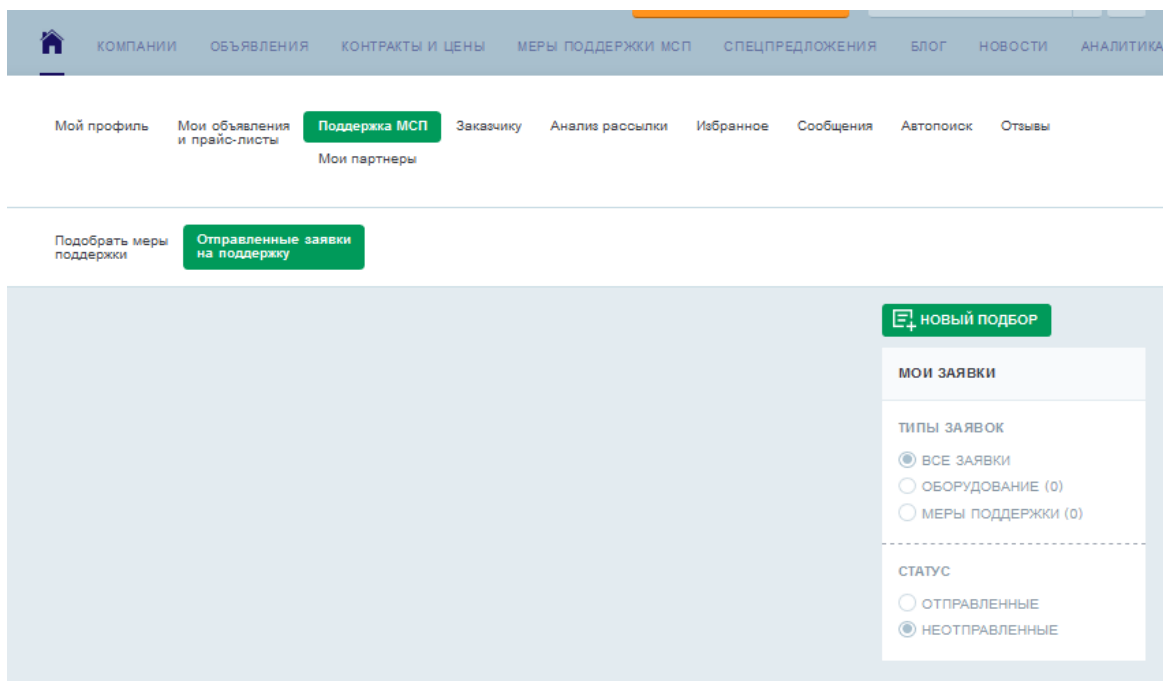 КОМПАНИИ ОБЪЯВЛЕНИЯ КОНТРАКТЫ И ЦЕНЫ МЕРЫ ПОДДЕРЖКИ МСП СПЕЦПРЕДЛОЖЕНИЯ БЛОГ НОВОСТИ АНАЛИТИКА
Мой профиль Мои объявления Поддержка МСП Заказчику Анализ рассылки Избранное Сообщения Автопоиск Отзывы
и прайс-листы
Мои партнеры
Подобрать меры Отправленные заявки
поддержки на поддержку
НОВЫЙ ПОДБОР
МОИ ЗАЯВКИ
ТИПЫ ЗАЯВОК
ВСЕ ЗАЯВКИ
ОБОРУДОВАНИЕ (0)
МЕРЫ ПОДДЕРЖКИ (0)
СТАТУС
ОТПРАВЛЕННЫЕ
НЕОТПРАВЛЕННЫЕ